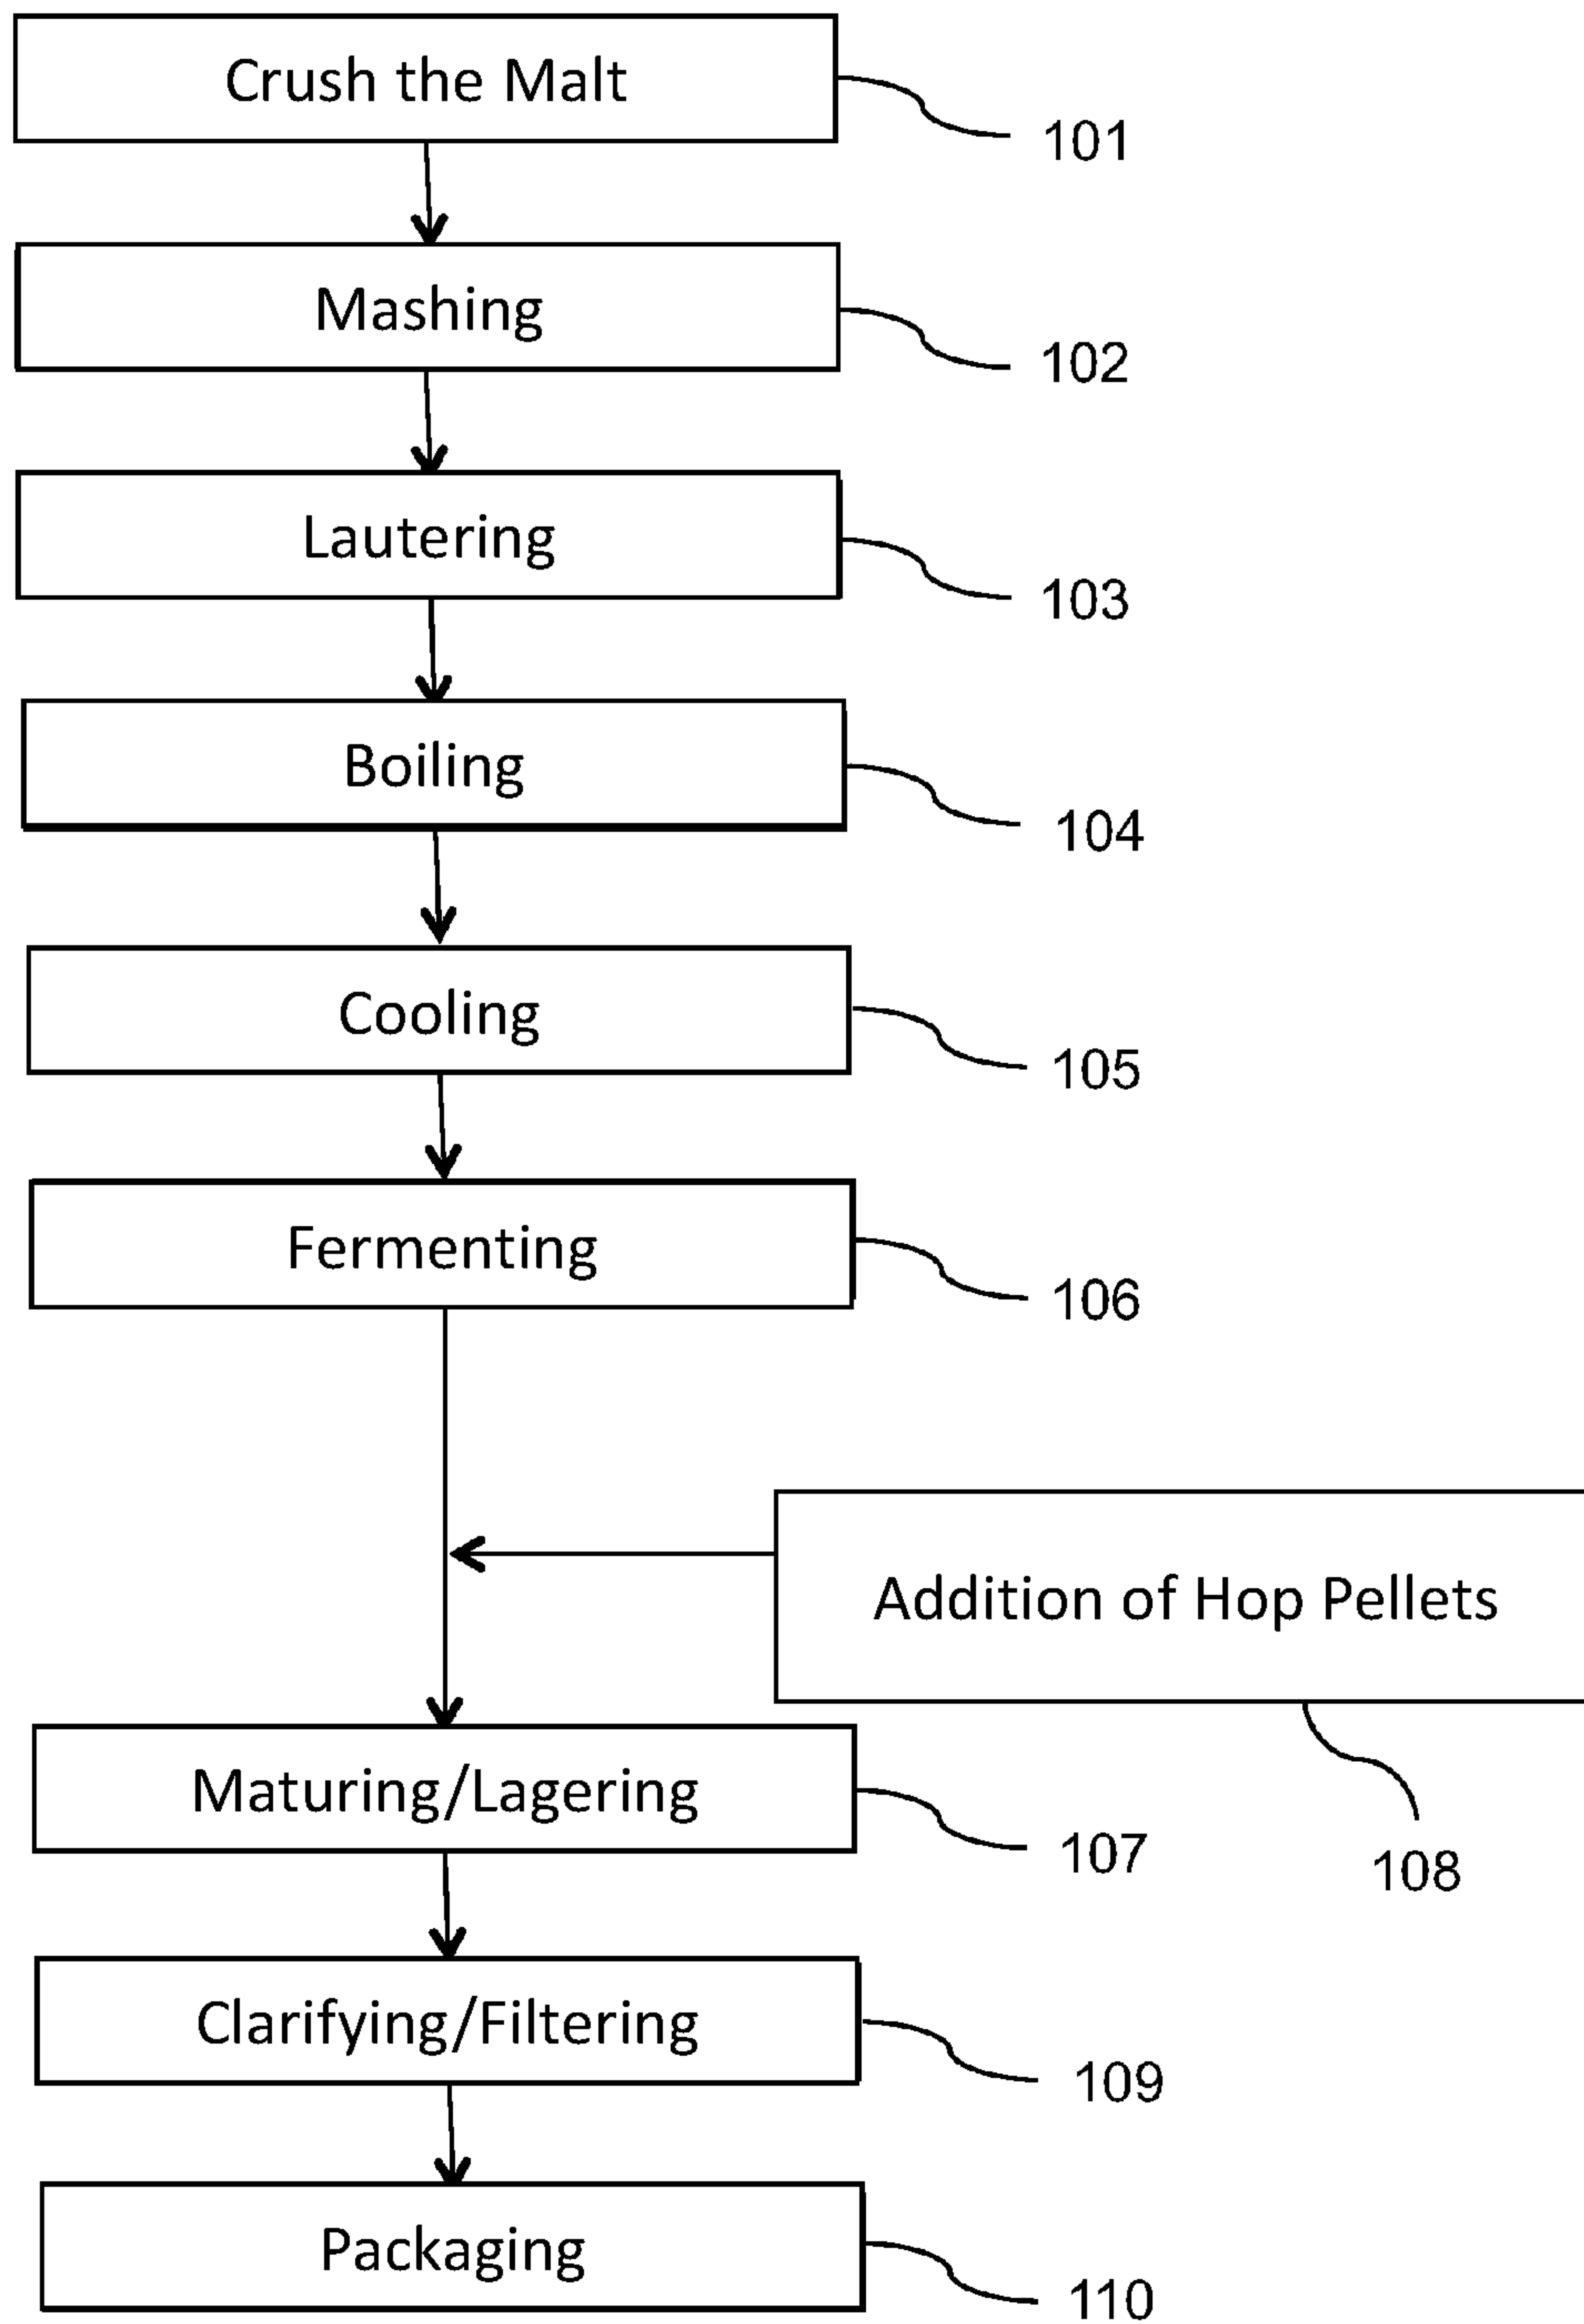 Crush the Malt
101
Mashing
102
Lautering
103
Boiling
104
Cooling
105
Fermenting
106
Addition of Hop Pellets
108
Maturing/Lagering
107
Clarifying/Filtering
109
Packaging
110